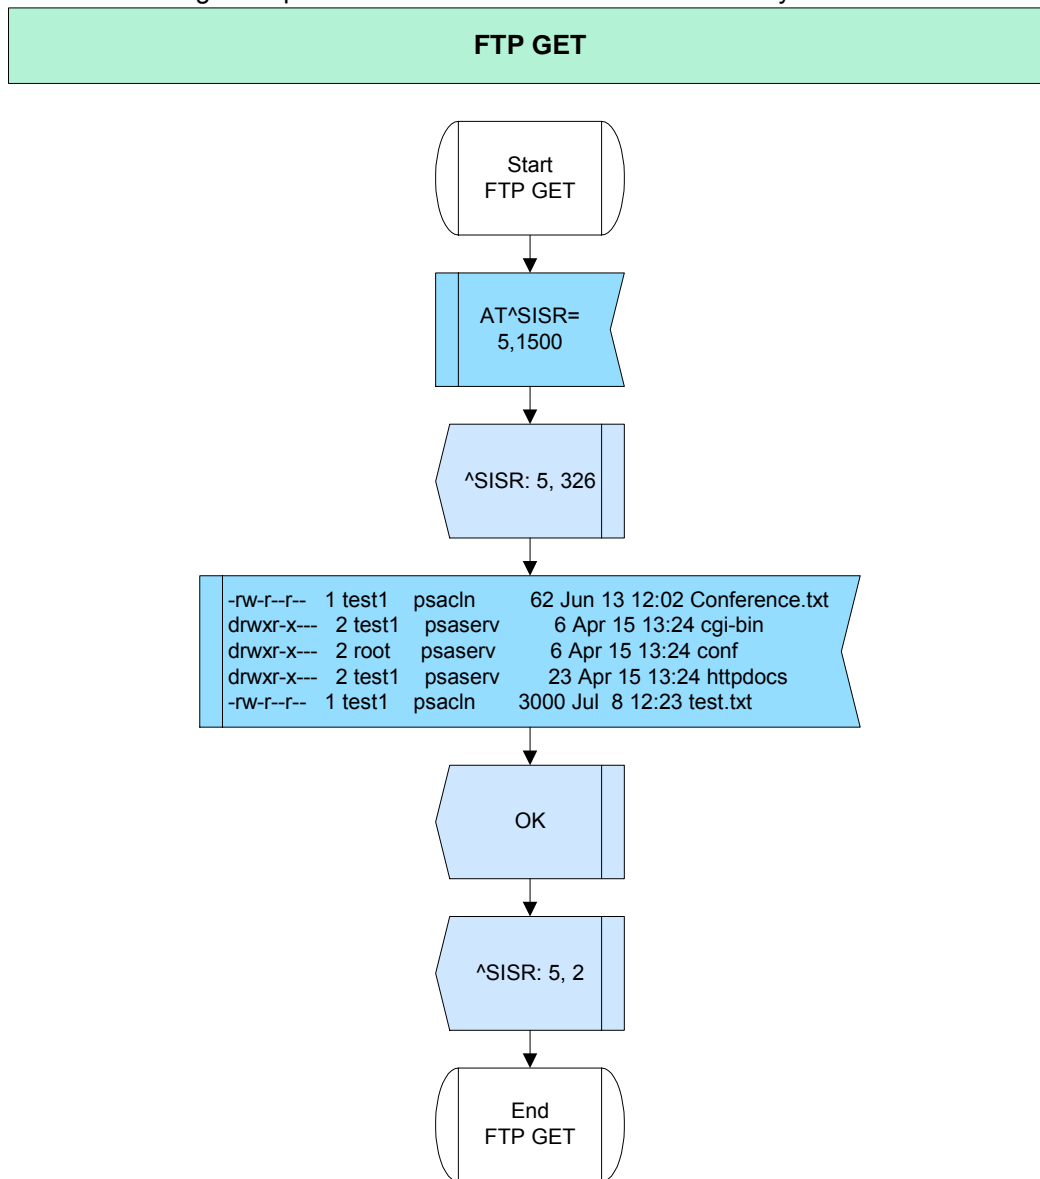 FTP GET
Start
FTP GET
AT^SISR=
5,1500
^SISR: 5, 326
-rw-r--r-- 1 test1 psacln 62 Jun 13 12:02 Conference.txt
drwxr-x--- 2 test1 psaserv 6 Apr 15 13:24 cgi-bin
drwxr-x--- 2 root psaserv 6 Apr 15 13:24 conf
drwxr-x--- 2 test1 psaserv 23 Apr 15 13:24 httpdocs
-rw-r--r-- 1 test1 psacln 3000 Jul 8 12:23 test.txt
OK
^SISR: 5, 2
End
FTP GET